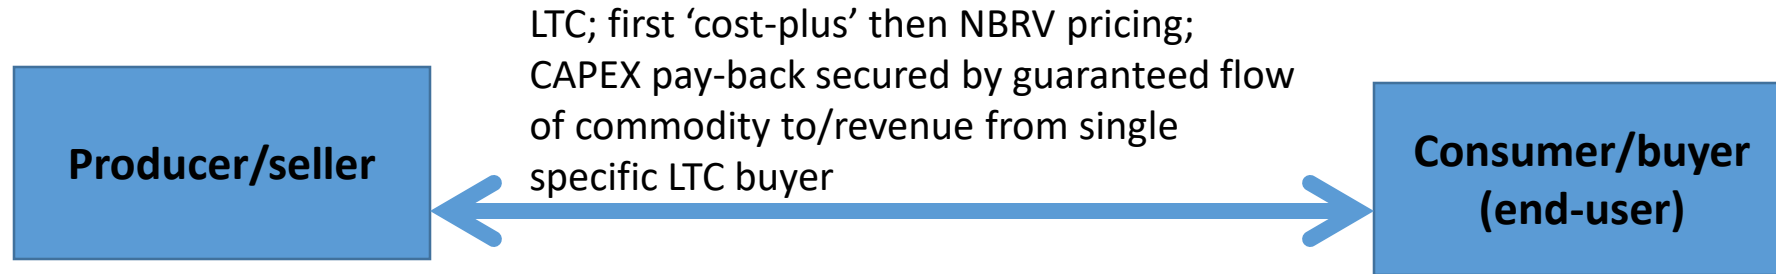 LTC; first ‘cost-plus’ then NBRV pricing;
CAPEX pay-back secured by guaranteed flow
of commodity to/revenue from single
specific LTC buyer
Producer/seller
Consumer/buyer
(end-user)